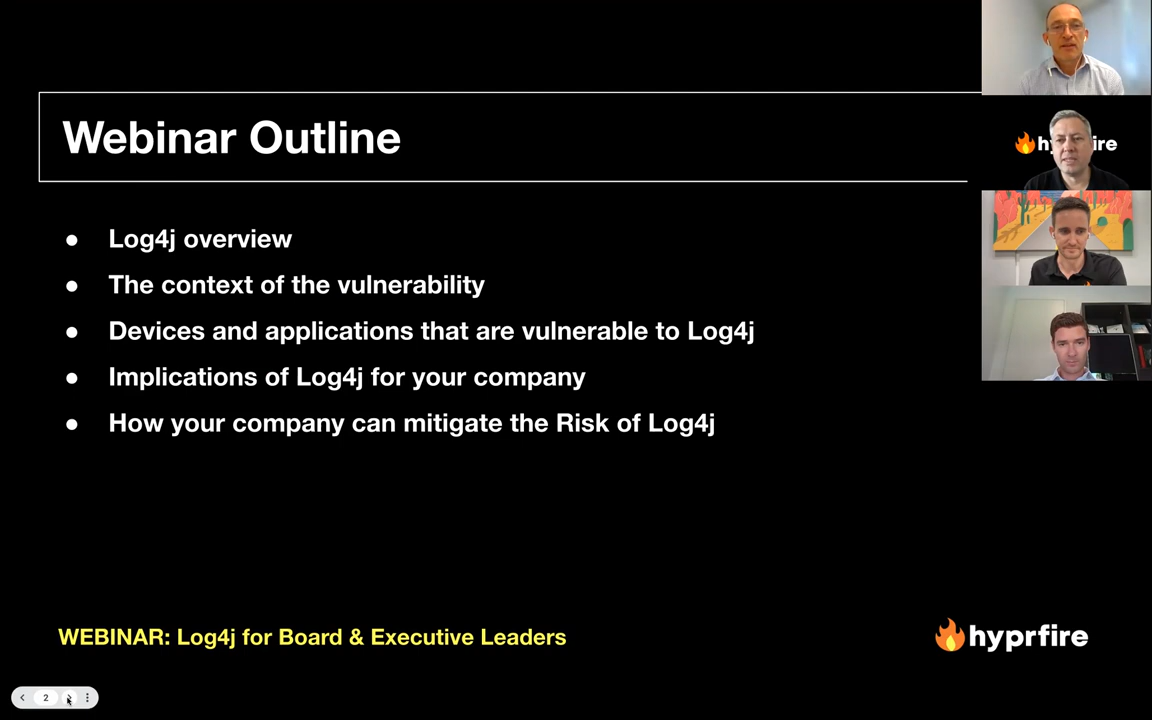 Webinar Outline
● Log4j overview
● The context of the vulnerability
● Devices and applications that are vulnerable to Log4j
● Implications of Log4j for your company
● How your company can mitigate the Risk of Log4j
WEBINAR: Log4j for Board & Executive Leaders
hyprfire
2